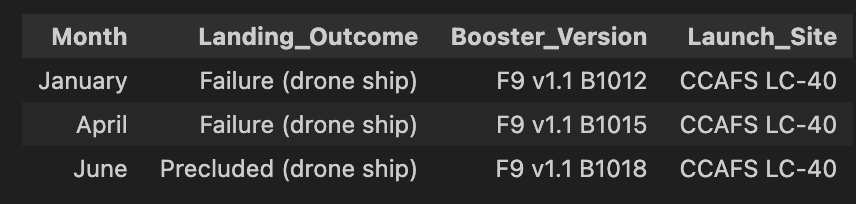 Month Landing_Outcome Booster_Version Launch_Site
January Failure (drone ship) F9 v1.1 B1012 CCAFS LC-40
April Failure (drone ship) F9 v1.1 B1015 CCAFS LC-40
June Precluded (drone ship) F9 v1.1 B1018 CCAFS LC-40